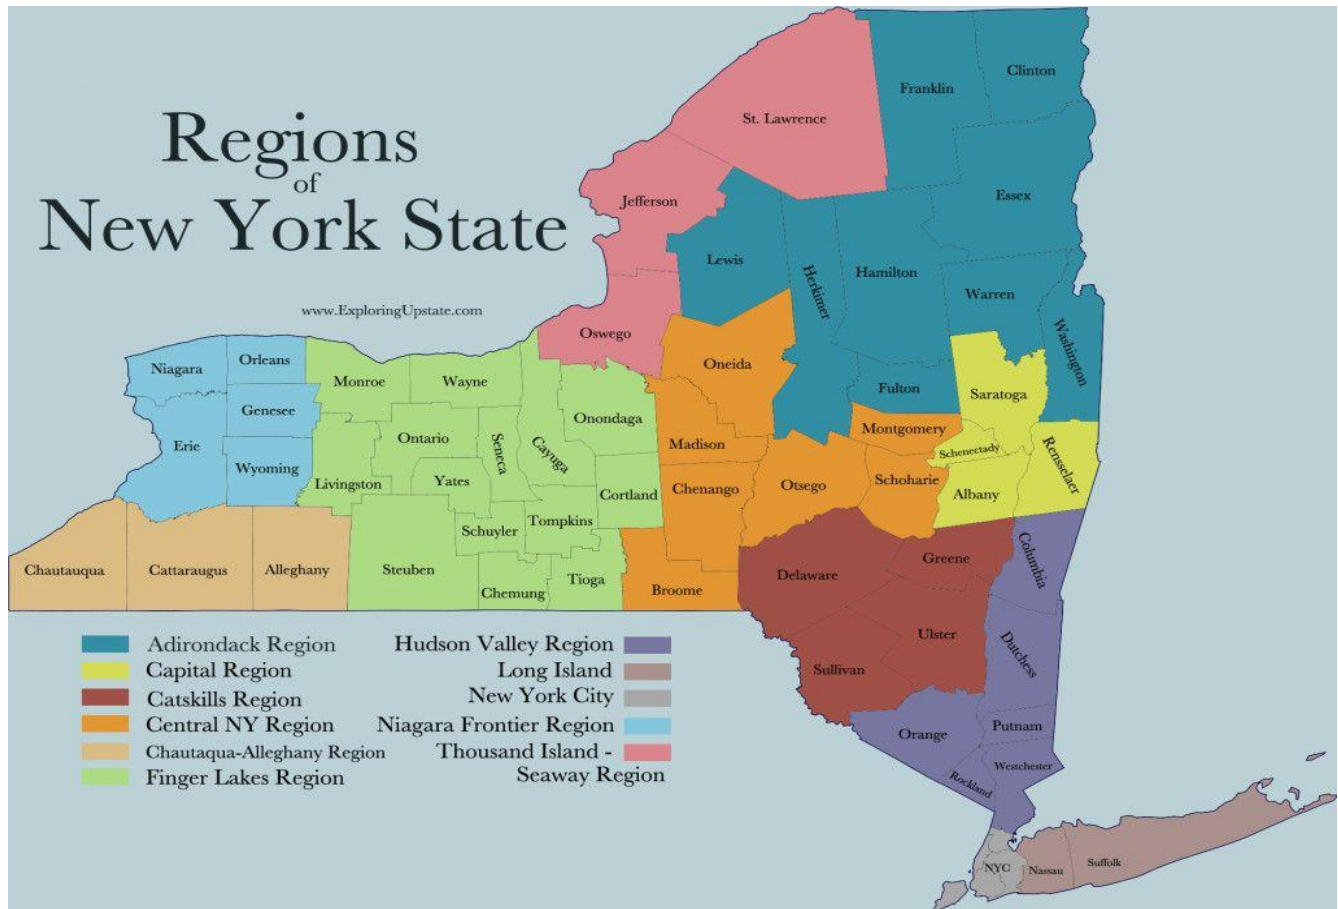 Regions
of
New York State
www.ExploringUpstate.com
Clinton
Franklin
St. Lawrence
Essex
Jefferson
Lewis
Herkimer
Hamilton
Warren
Washington
Oswego
Oneida
Fulton
Saratoga
Niagara
Orleans
Monroe
Wayne
Genesee
Onondaga
Montgomery
Erie
Ontario
Seneca
Cayuga
Madison
Schenectady
Rensselaer
Wyoming
Livingston
Yates
Cortland
Chenango
Otsego
Schoharie
Albany
Schuyler
Tompkins
Chautauqua
Cattaraugus
Alleghany
Steuben
Chemung
Tioga
Broome
Delaware
Greene
Columbia
Ulster
Sullivan
Dutchess
Orange
Putnam
Rockland
Westchester
NYC
Nassau
Suffolk
Adirondack Region
Capital Region
Catskills Region
Central NY Region
Chautaqua-Alleghany Region
Finger Lakes Region
Hudson Valley Region
Long Island
New York City
Niagara Frontier Region
Thousand Island -
Seaway Region